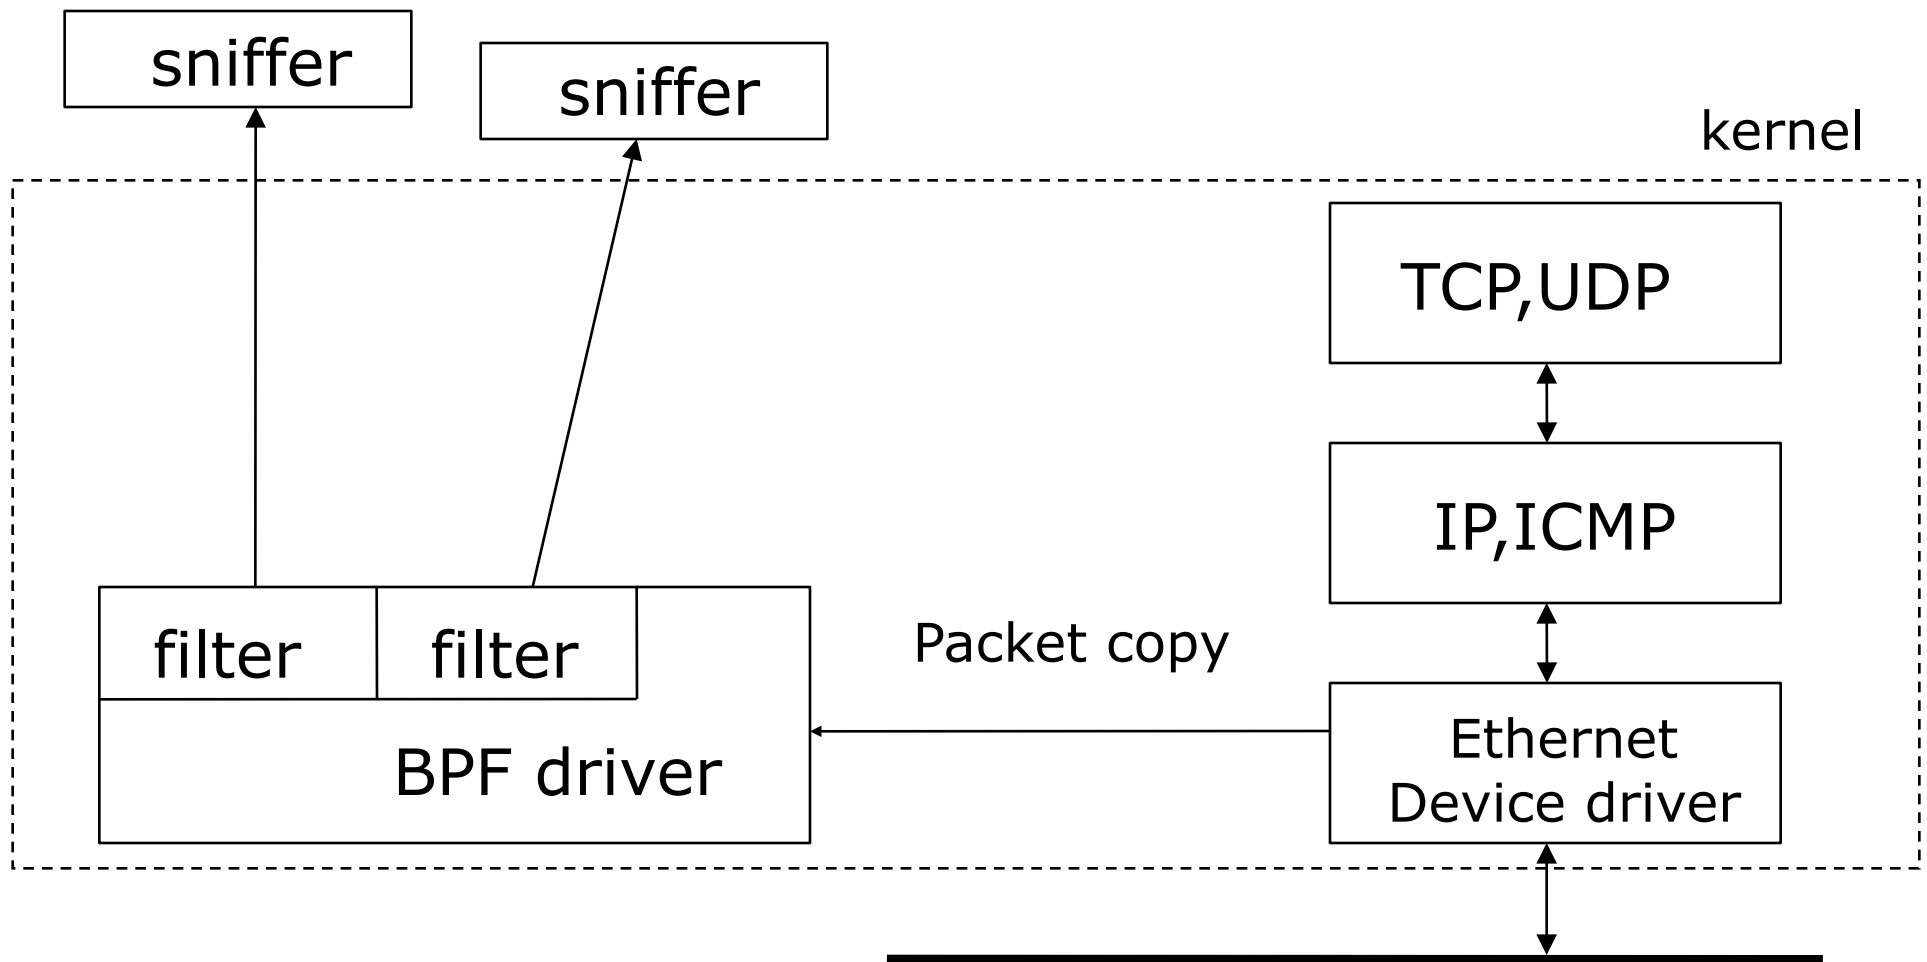 sniffer
sniffer
kernel
TCP,UDP
IP,ICMP
filter
filter
Packet copy
BPF driver
Ethernet
Device driver